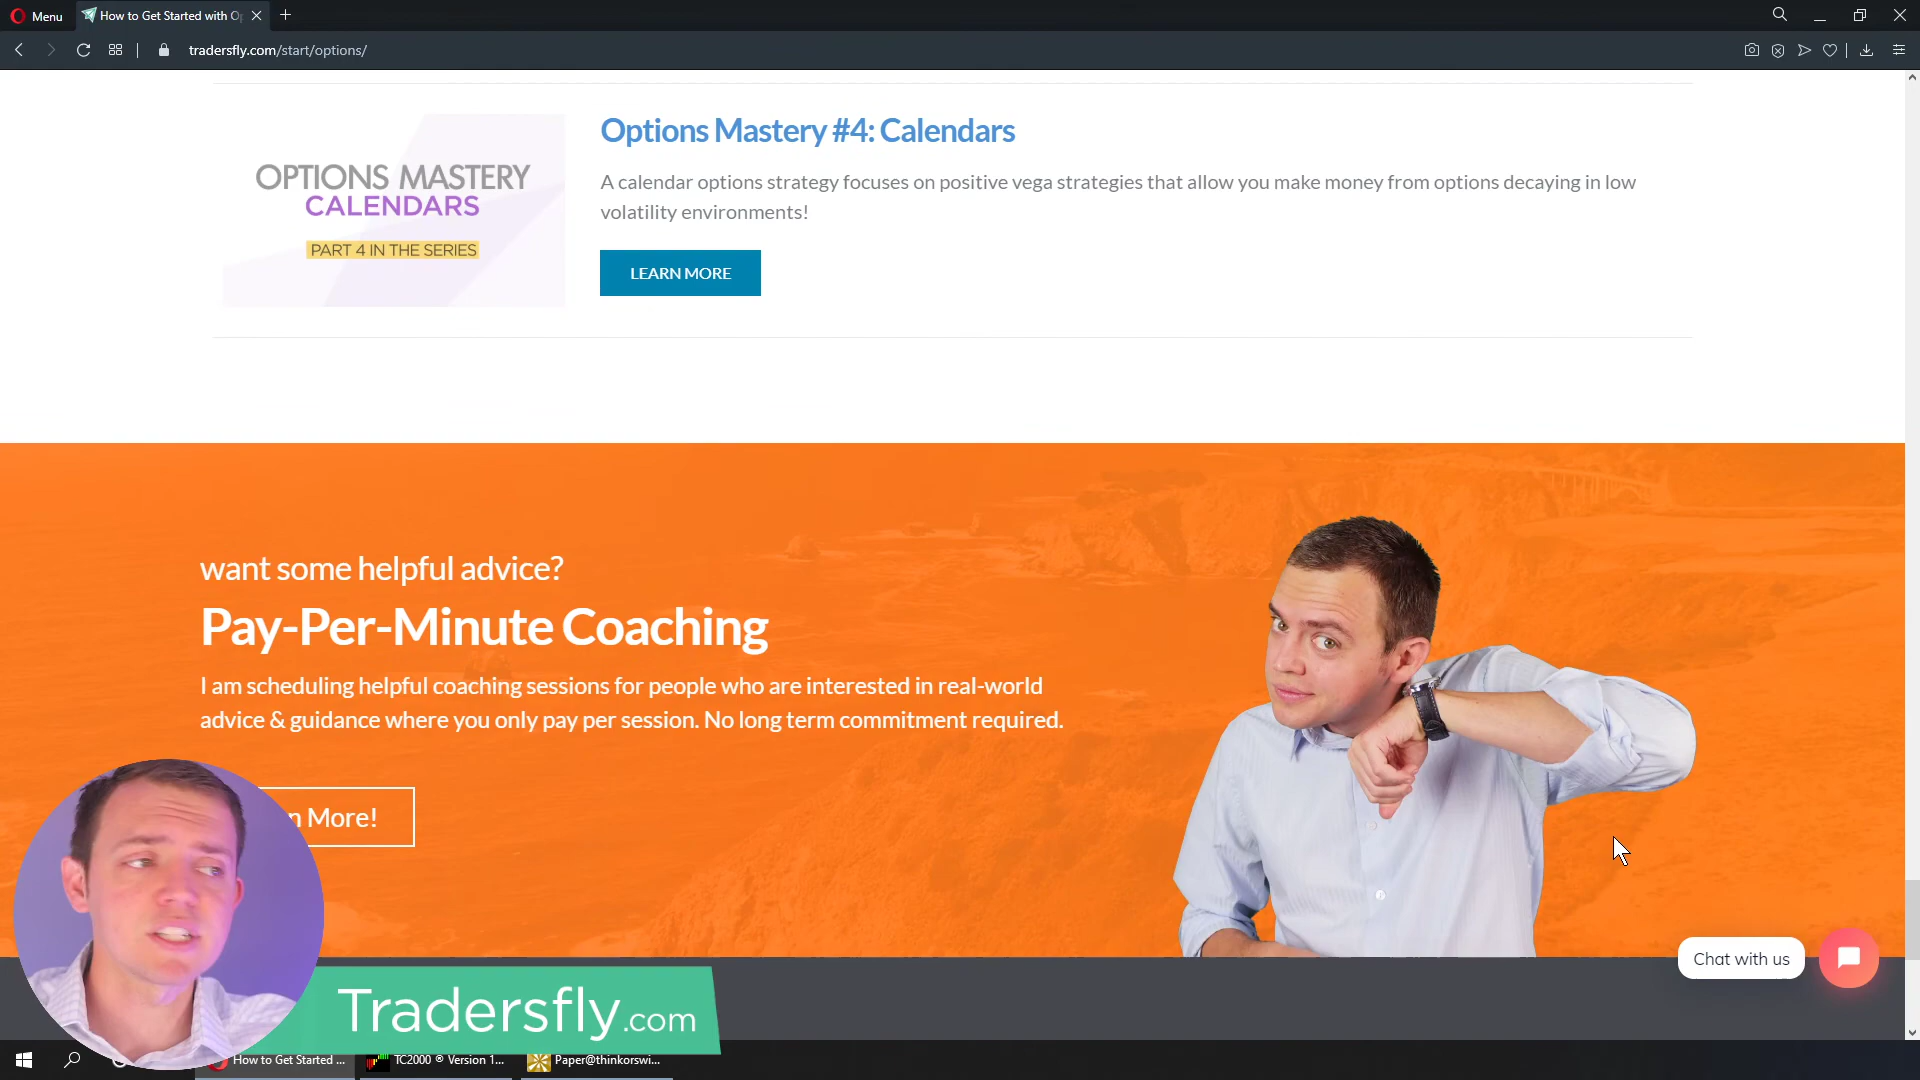 Menu
How to Get Started with Op
tradersfly.com/start/options/
OPTIONS MASTERY
CALENDARS
PART 4 IN THE SERIES
Options Mastery #4: Calendars
A calendar options strategy focuses on positive vega strategies that allow you make money from options decaying in low
volatility environments!
LEARN MORE
want some helpful advice?
Pay-Per-Minute Coaching
I am scheduling helpful coaching sessions for people who are interested in real-world
advice & guidance where you only pay per session. No long term commitment required.
n More!
Chat with us
Tradersfly.com
How to Get Started ...
TC2000 ® Version 1...
Paper@thinkorswi...